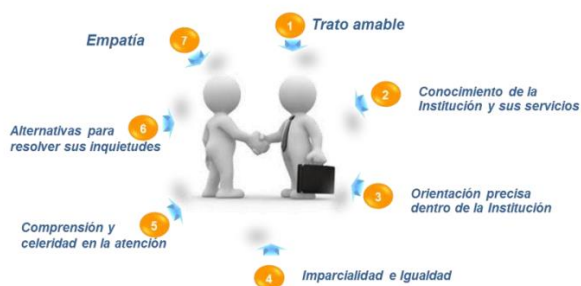 1
Trato amable
2
Conocimiento de la
Institución y sus servicios
3
Orientación precisa
dentro de la Institución
4
Imparcialidad e Igualdad
5
Comprensión y
celeridad en la atención
6
Alternativas para
resolver sus inquietudes
7
Empatía